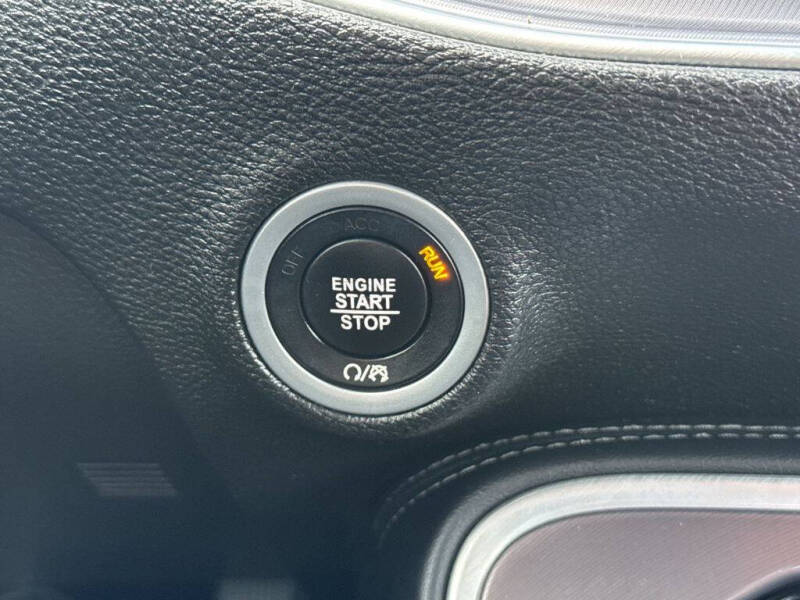 ACC
OFF
RUN
ENGINE
START
STOP